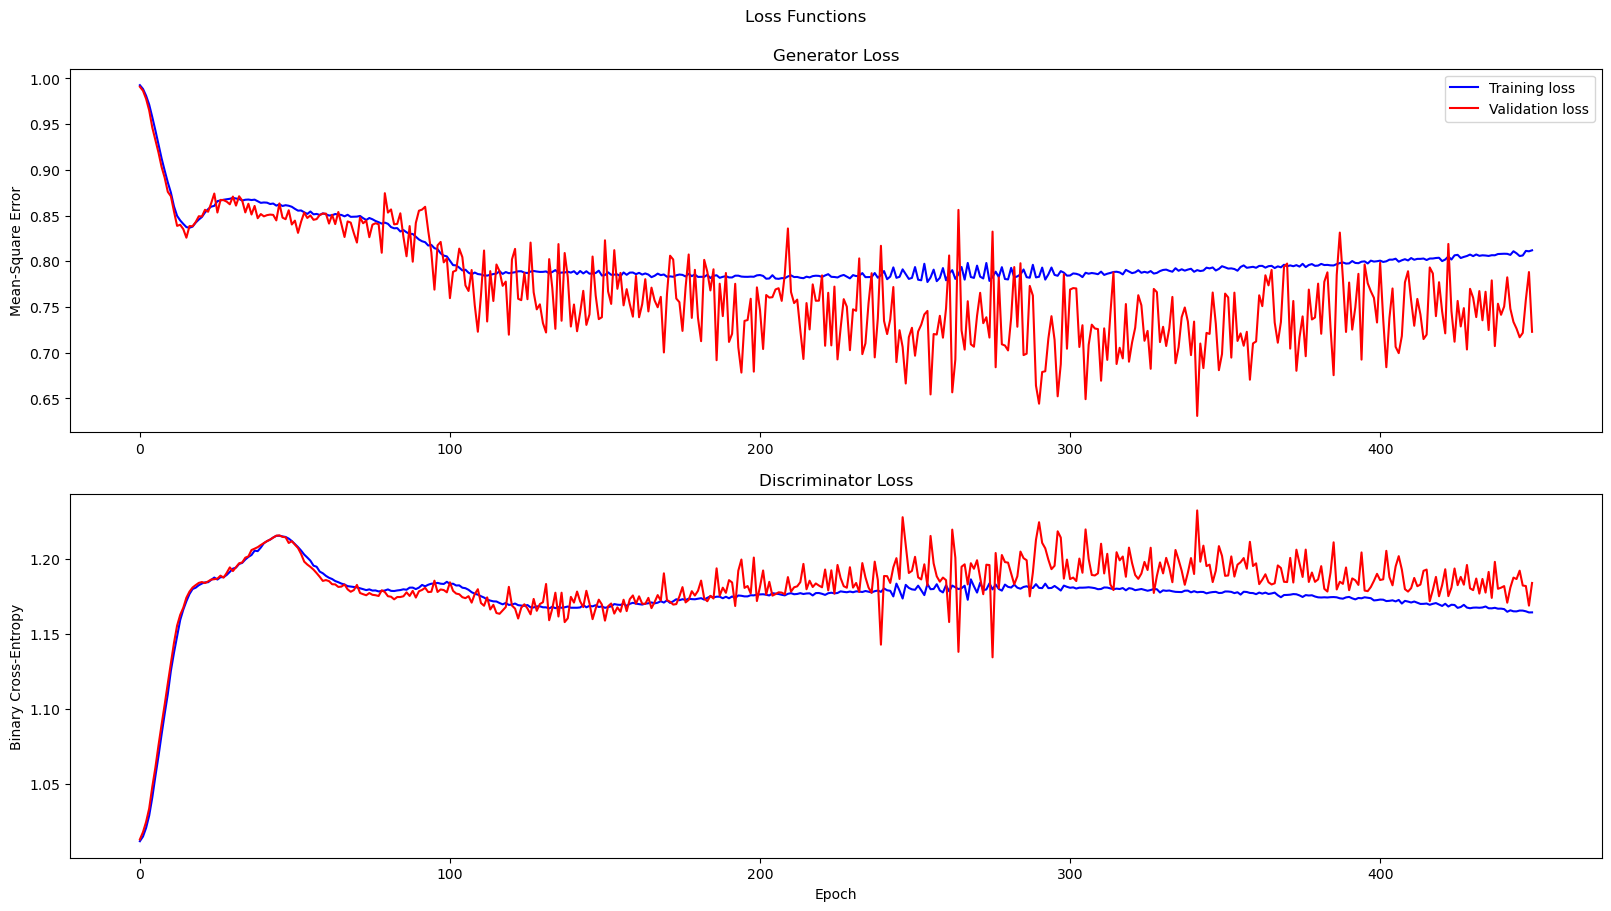 Loss Functions
Generator Loss
Training loss
Validation loss
Mean-Square Error
1.00
0.95
0.90
0.85
0.80
0.75
0.70
0.65
0 100 200 300 400
Discriminator Loss
Binary Cross-Entropy
1.20
1.15
1.10
1.05
0 100 200 300 400
Epoch